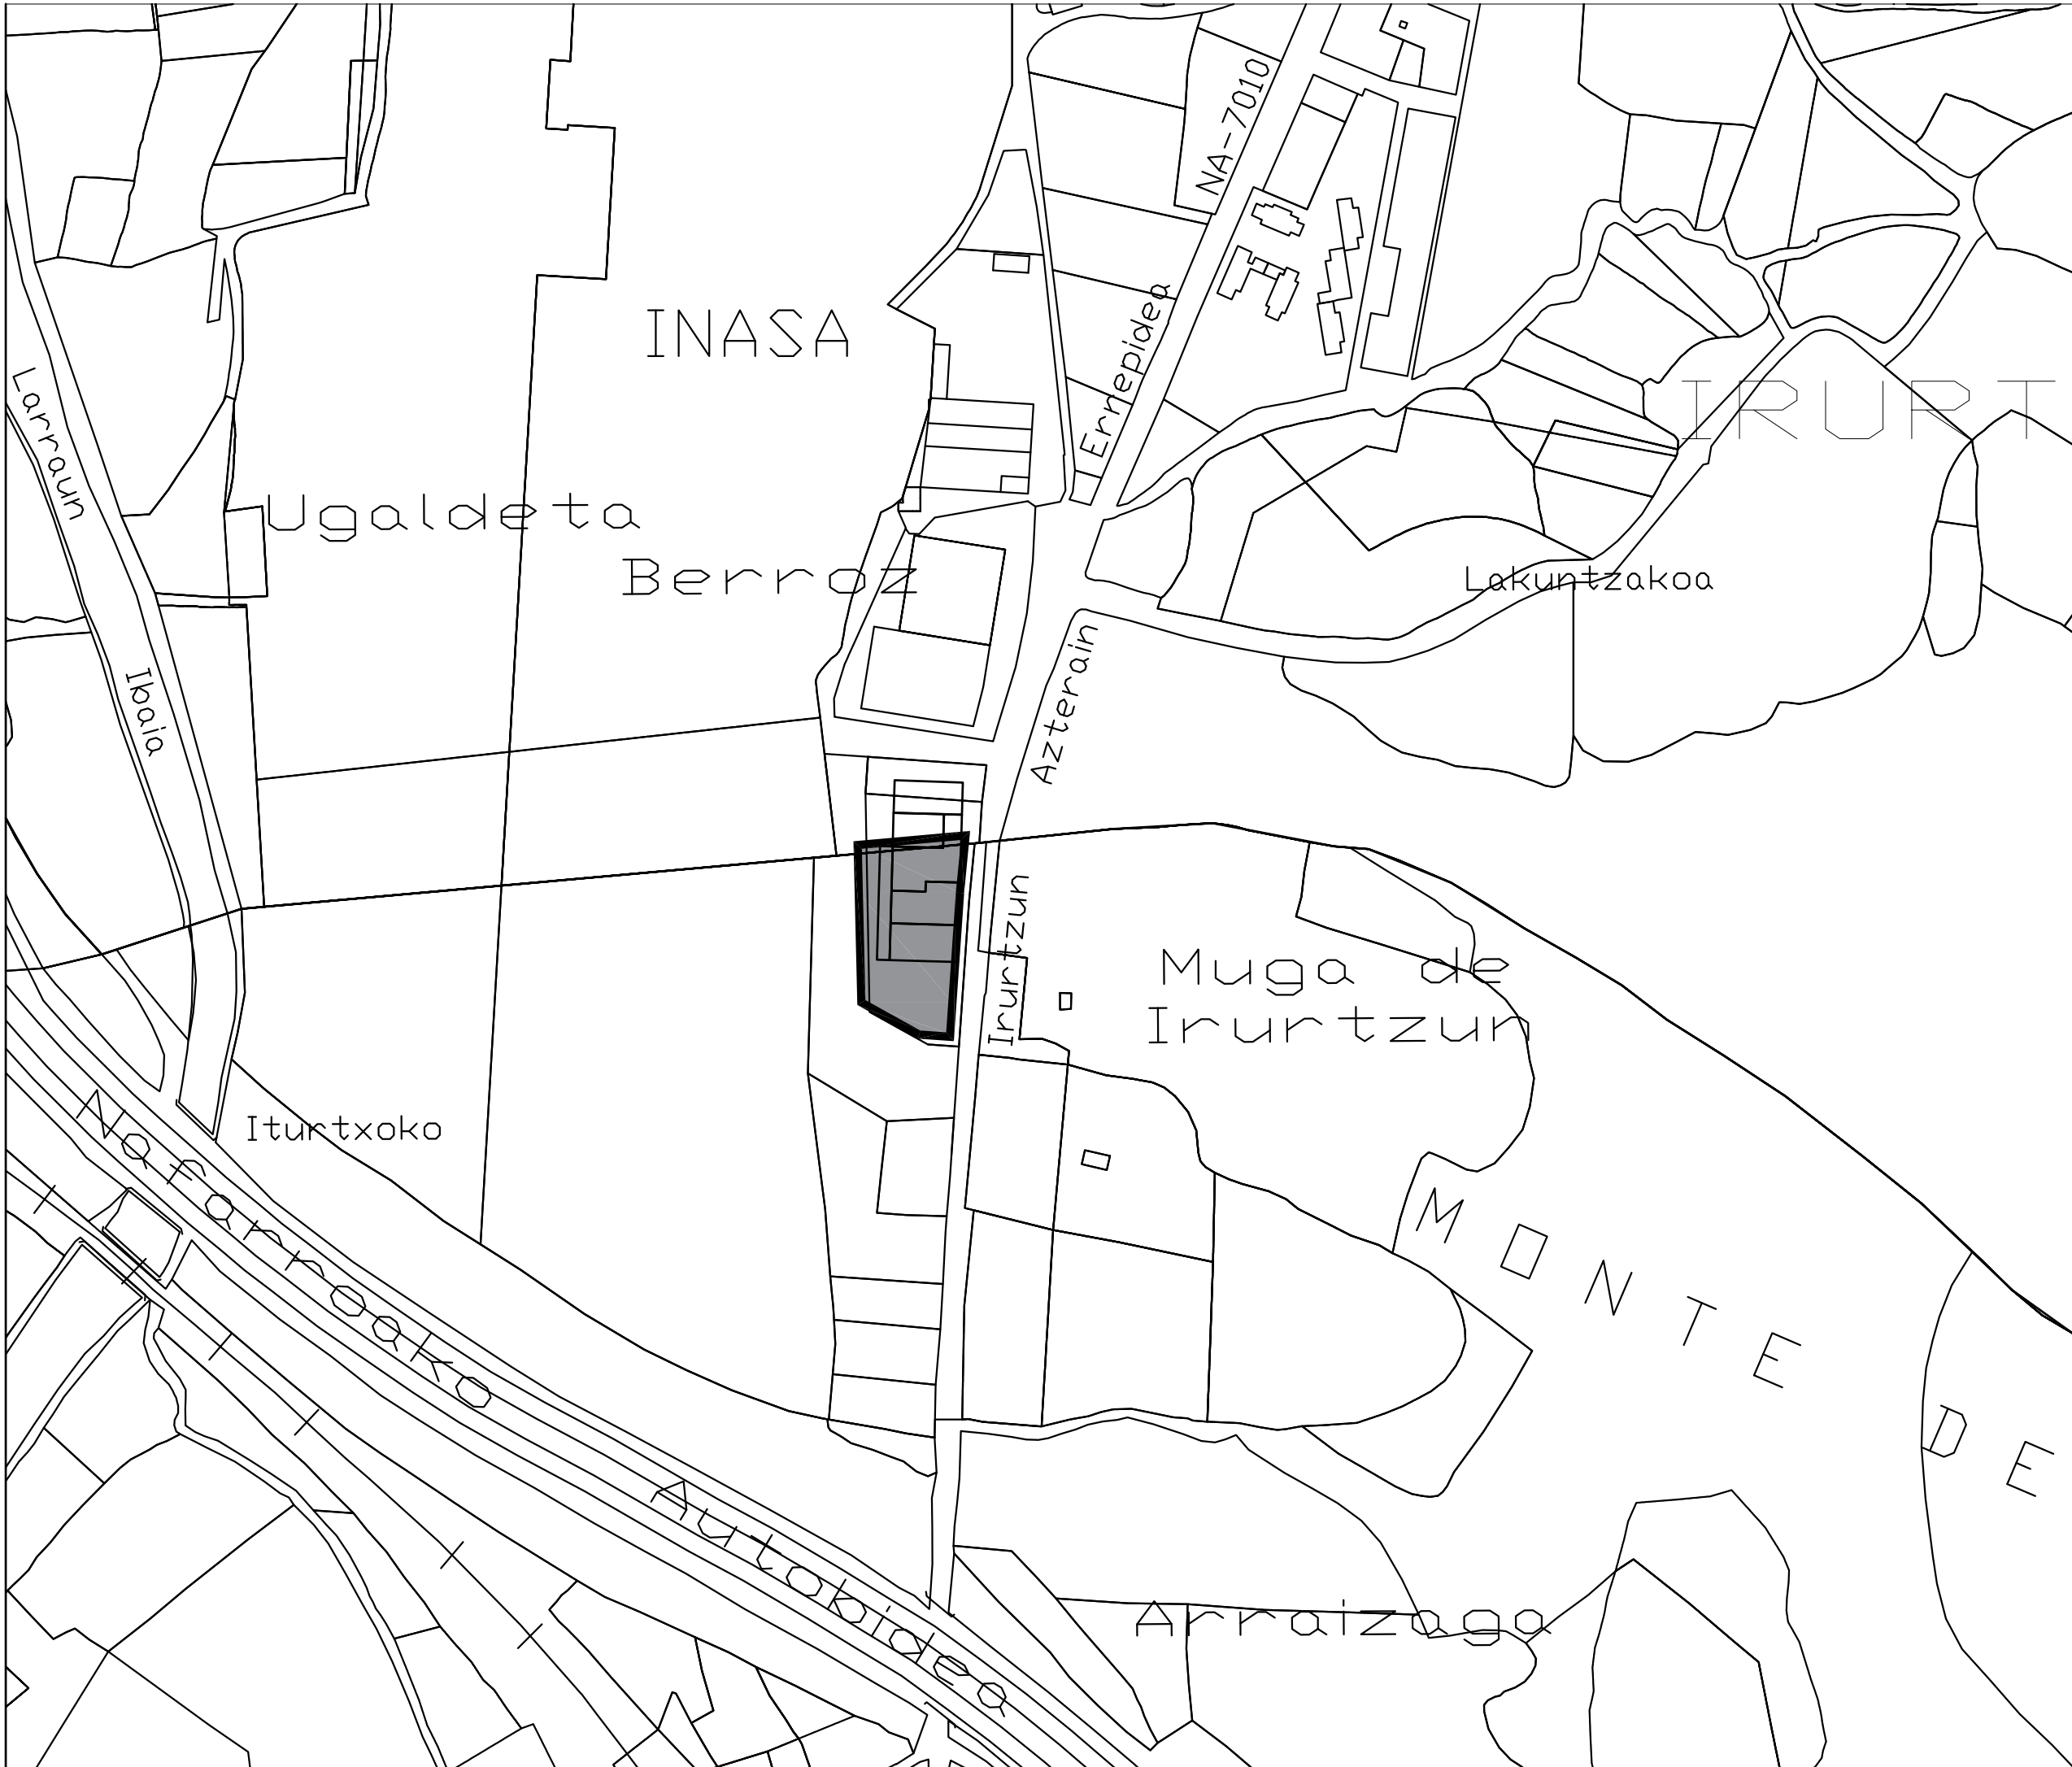 NA-7010
INASA
Errepidea
Larraun
IRURT
Ugaldeta
Berroz
Lakuntzakoa
Ibaia
Azterain
Irurtzun
Muga de
Irurtzun
Iturtxoko
Nafarroako
MONTE DE
Autobidea
Arraizaga